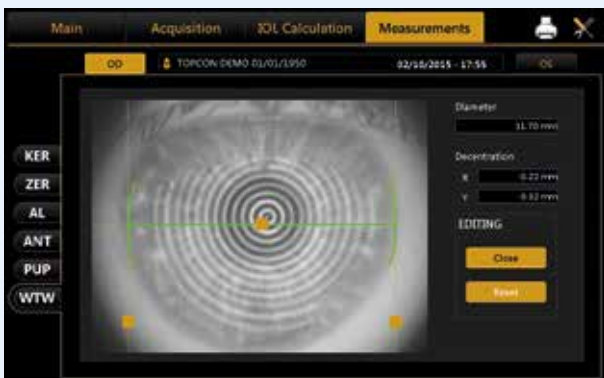 Main Acquisition IOL Calculation Measurements
OD TOPCON DEMO 01/01/1950 02/10/2015 - 17:56 OS
Diameter
11.70 mm
Decentration
X
Y
KER
ZER
AL
ANT
PUP
WTW
EDITING
Close
Reset